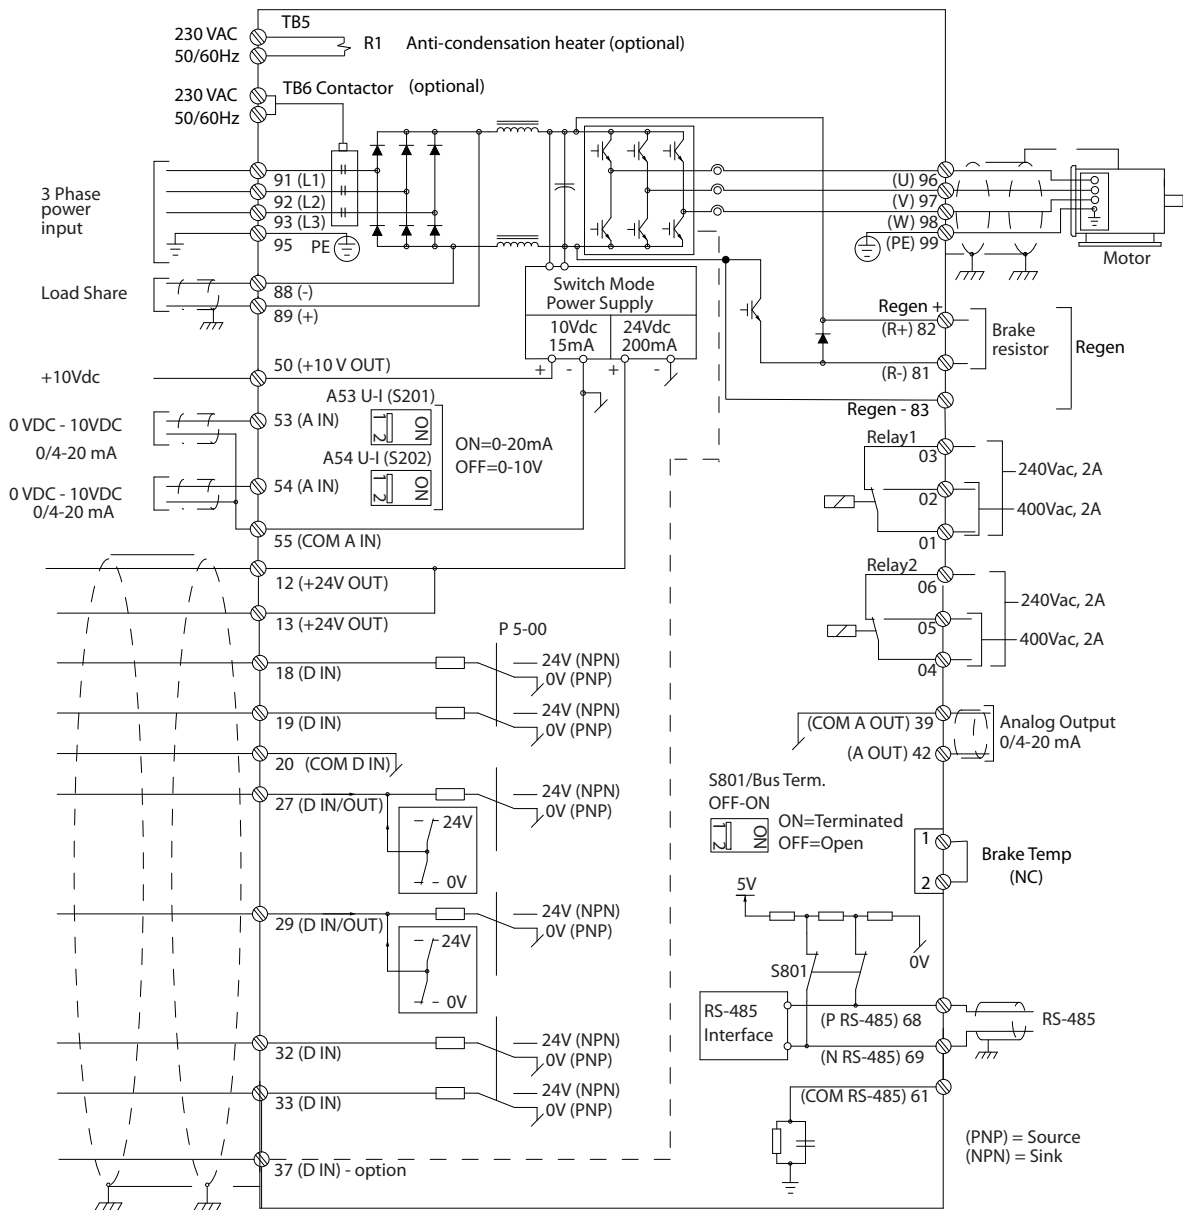 TB5
230 VAC
50/60Hz
R1
Anti-condensation heater (optional)
TB6 Contactor
(optional)
230 VAC
50/60Hz
3 Phase
power
input
91 (L1)
92 (L2)
93 (L3)
95
PE
Load Share
88 (-)
89 (+)
Switch Mode
Power Supply
10Vdc
15mA
24Vdc
200mA
+
-
+
-
(U) 96
(V) 97
(W) 98
(PE) 99
Motor
Regen +
(R+) 82
Brake
resistor
Regen
(R-) 81
Regen - 83
+10Vdc
50 (+10 V OUT)
A53 U-I (S201)
1 2
ON
0 VDC - 10VDC
0/4-20 mA
53 (A IN)
ON=0-20mA
OFF=0-10V
A54 U-I (S202)
1 2
ON
0 VDC - 10VDC
0/4-20 mA
54 (A IN)
55 (COM A IN)
Relay1
03
240Vac, 2A
02
400Vac, 2A
01
12 (+24V OUT)
13 (+24V OUT)
Relay2
06
240Vac, 2A
05
400Vac, 2A
04
P 5-00
18 (D IN)
24V (NPN)
0V (PNP)
19 (D IN)
24V (NPN)
0V (PNP)
20 (COM D IN)
27 (D IN/OUT)
24V (NPN)
0V (PNP)
24V
0V
29 (D IN/OUT)
24V (NPN)
0V (PNP)
24V
0V
32 (D IN)
24V (NPN)
0V (PNP)
33 (D IN)
24V (NPN)
0V (PNP)
37 (D IN) - option
(COM A OUT) 39
Analog Output
0/4-20 mA
(A OUT) 42
S801/Bus Term.
OFF-ON
1 2
ON
ON=Terminated
OFF=Open
1
2
Brake Temp
(NC)
5V
0V
S801
RS-485
Interface
(P RS-485) 68
RS-485
(N RS-485) 69
(COM RS-485) 61
(PNP) = Source
(NPN) = Sink